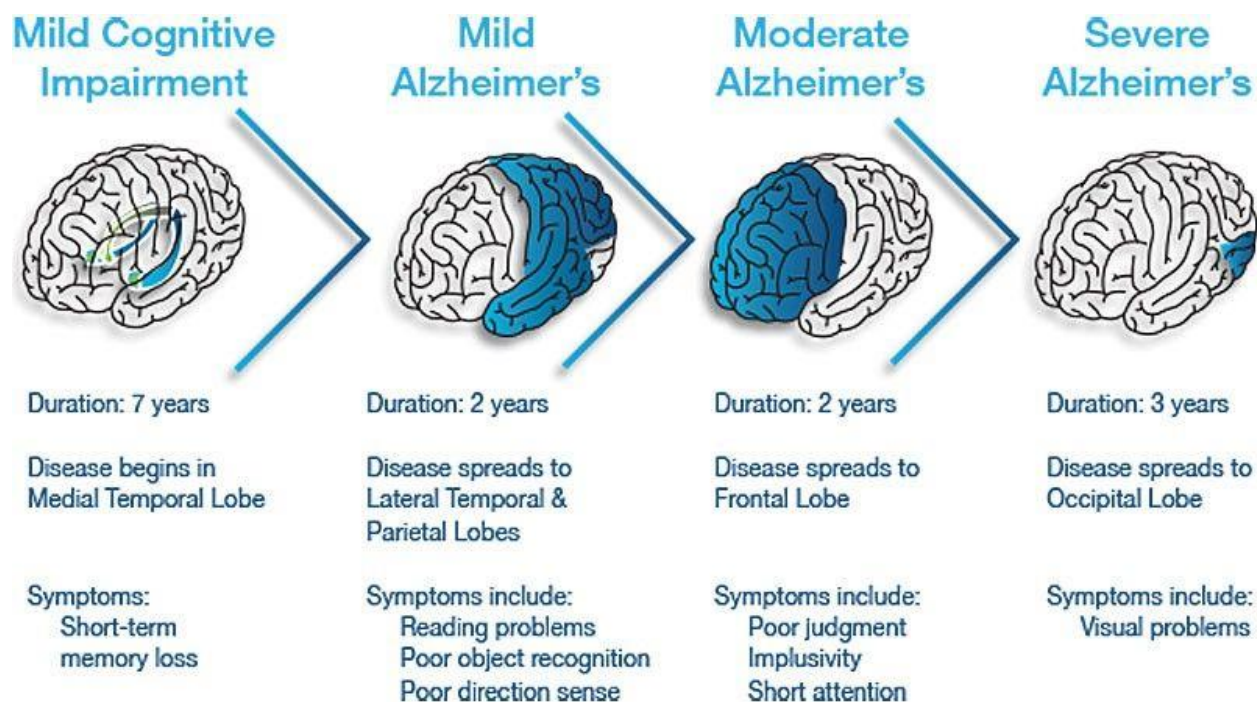 Mild Cognitive
Impairment
Mild
Alzheimer's
Moderate
Alzheimer's
Severe
Alzheimer's
Duration: 7 years
Duration: 2 years
Duration: 2 years
Duration: 3 years
Disease begins in
Medial Temporal Lobe
Disease spreads to
Lateral Temporal &
Parietal Lobes
Disease spreads to
Frontal Lobe
Disease spreads to
Occipital Lobe
Symptoms:
Short-term
memory loss
Symptoms include:
Reading problems
Poor object recognition
Poor direction sense
Symptoms include:
Poor judgment
Implusivity
Short attention
Symptoms include:
Visual problems